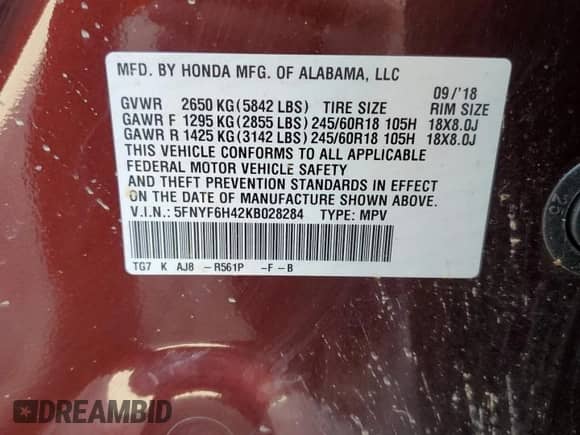 MFD. BY HONDA MFG. OF ALABAMA, LLC
09/'18
GVWR 2650 KG(5842 LBS) TIRE SIZE RIM SIZE
GAWR F 1295 KG(2855 LBS)245/60R18 105H 18X8.0J
GAWR R 1425 KG(3142 LBS)245/60R18 105H 18X8.0J
THIS VEHICLE CONFORMS TO ALL APPLICABLE
FEDERAL MOTOR VEHICLE SAFETY
AND THEFT PREVENTION STANDARDS IN EFFECT
ON THE DATE OF MANUFACTURE SHOWN ABOVE.
V.I.N.: 5FNYF6H42KB028284 TYPE: MPV
TG7 K AJ8 -R561P -F-B
25
DREAMBID